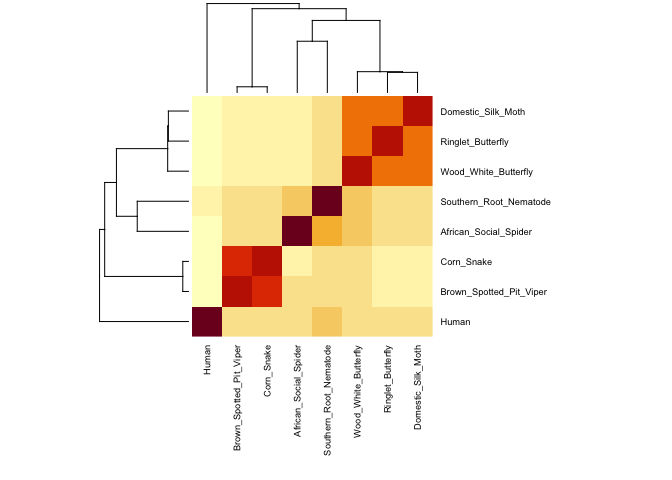 Domestic_Silk_Moth
Ringlet_Butterfly
Wood_White_Butterfly
Southern_Root_Nematode
African_Social_Spider
Corn_Snake
Brown_Spotted_Pit_Viper
Human
Human
Brown_Spotted_Pit_Viper
Corn_Snake
African_Social_Spider
Southern_Root_Nematode
Wood_White_Butterfly
Ringlet_Butterfly
Domestic_Silk_Moth